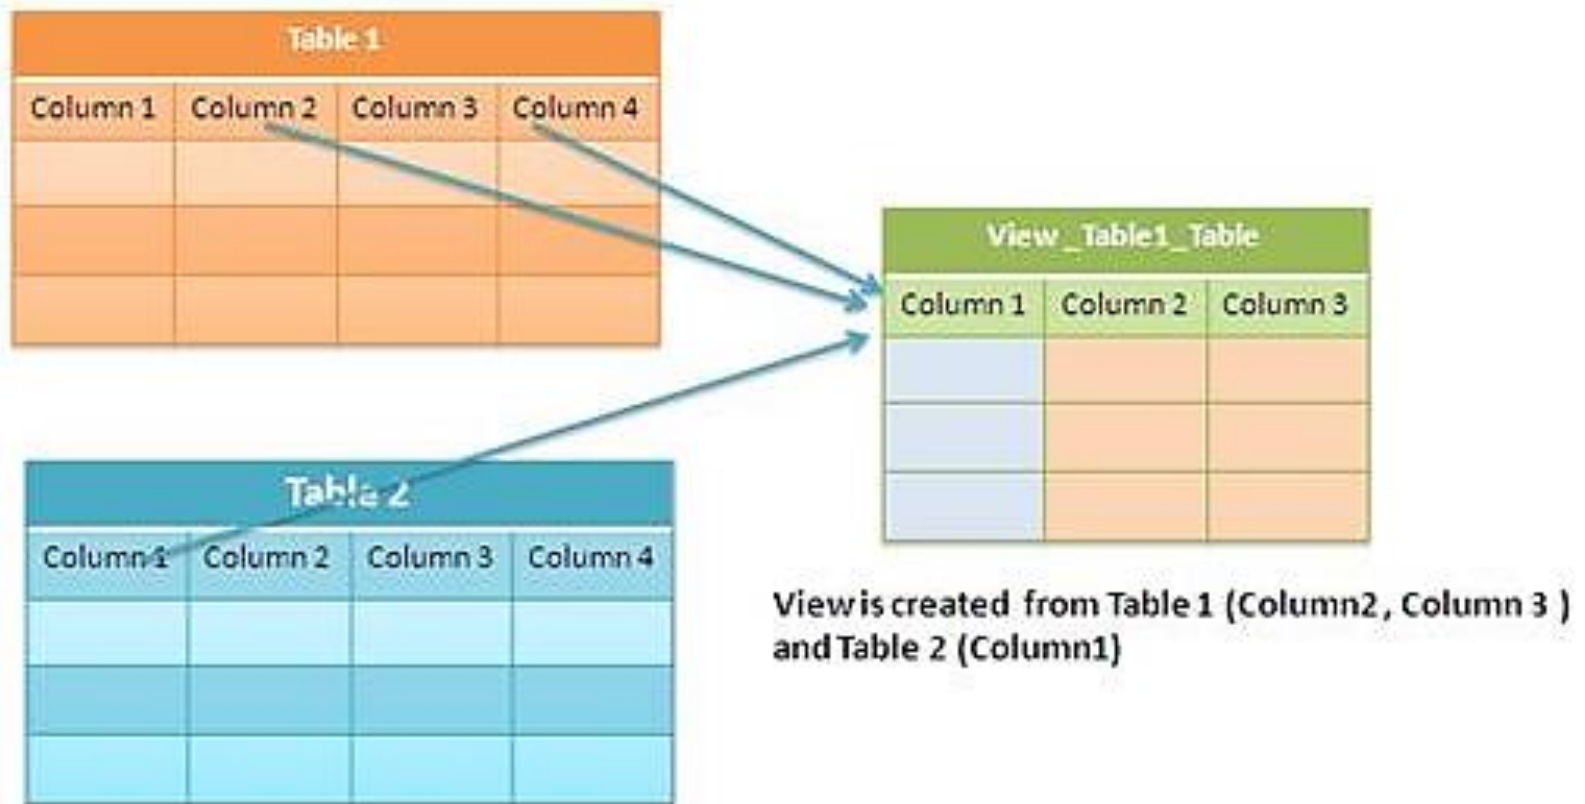 Table 1
Column 1 Column 2 Column 3 Column 4
View_Table1_Table
Column 1 Column 2 Column 3
Table 2
Column 1 Column 2 Column 3 Column 4
View is created from Table 1 (Column2, Column 3 )
and Table 2 (Column1)